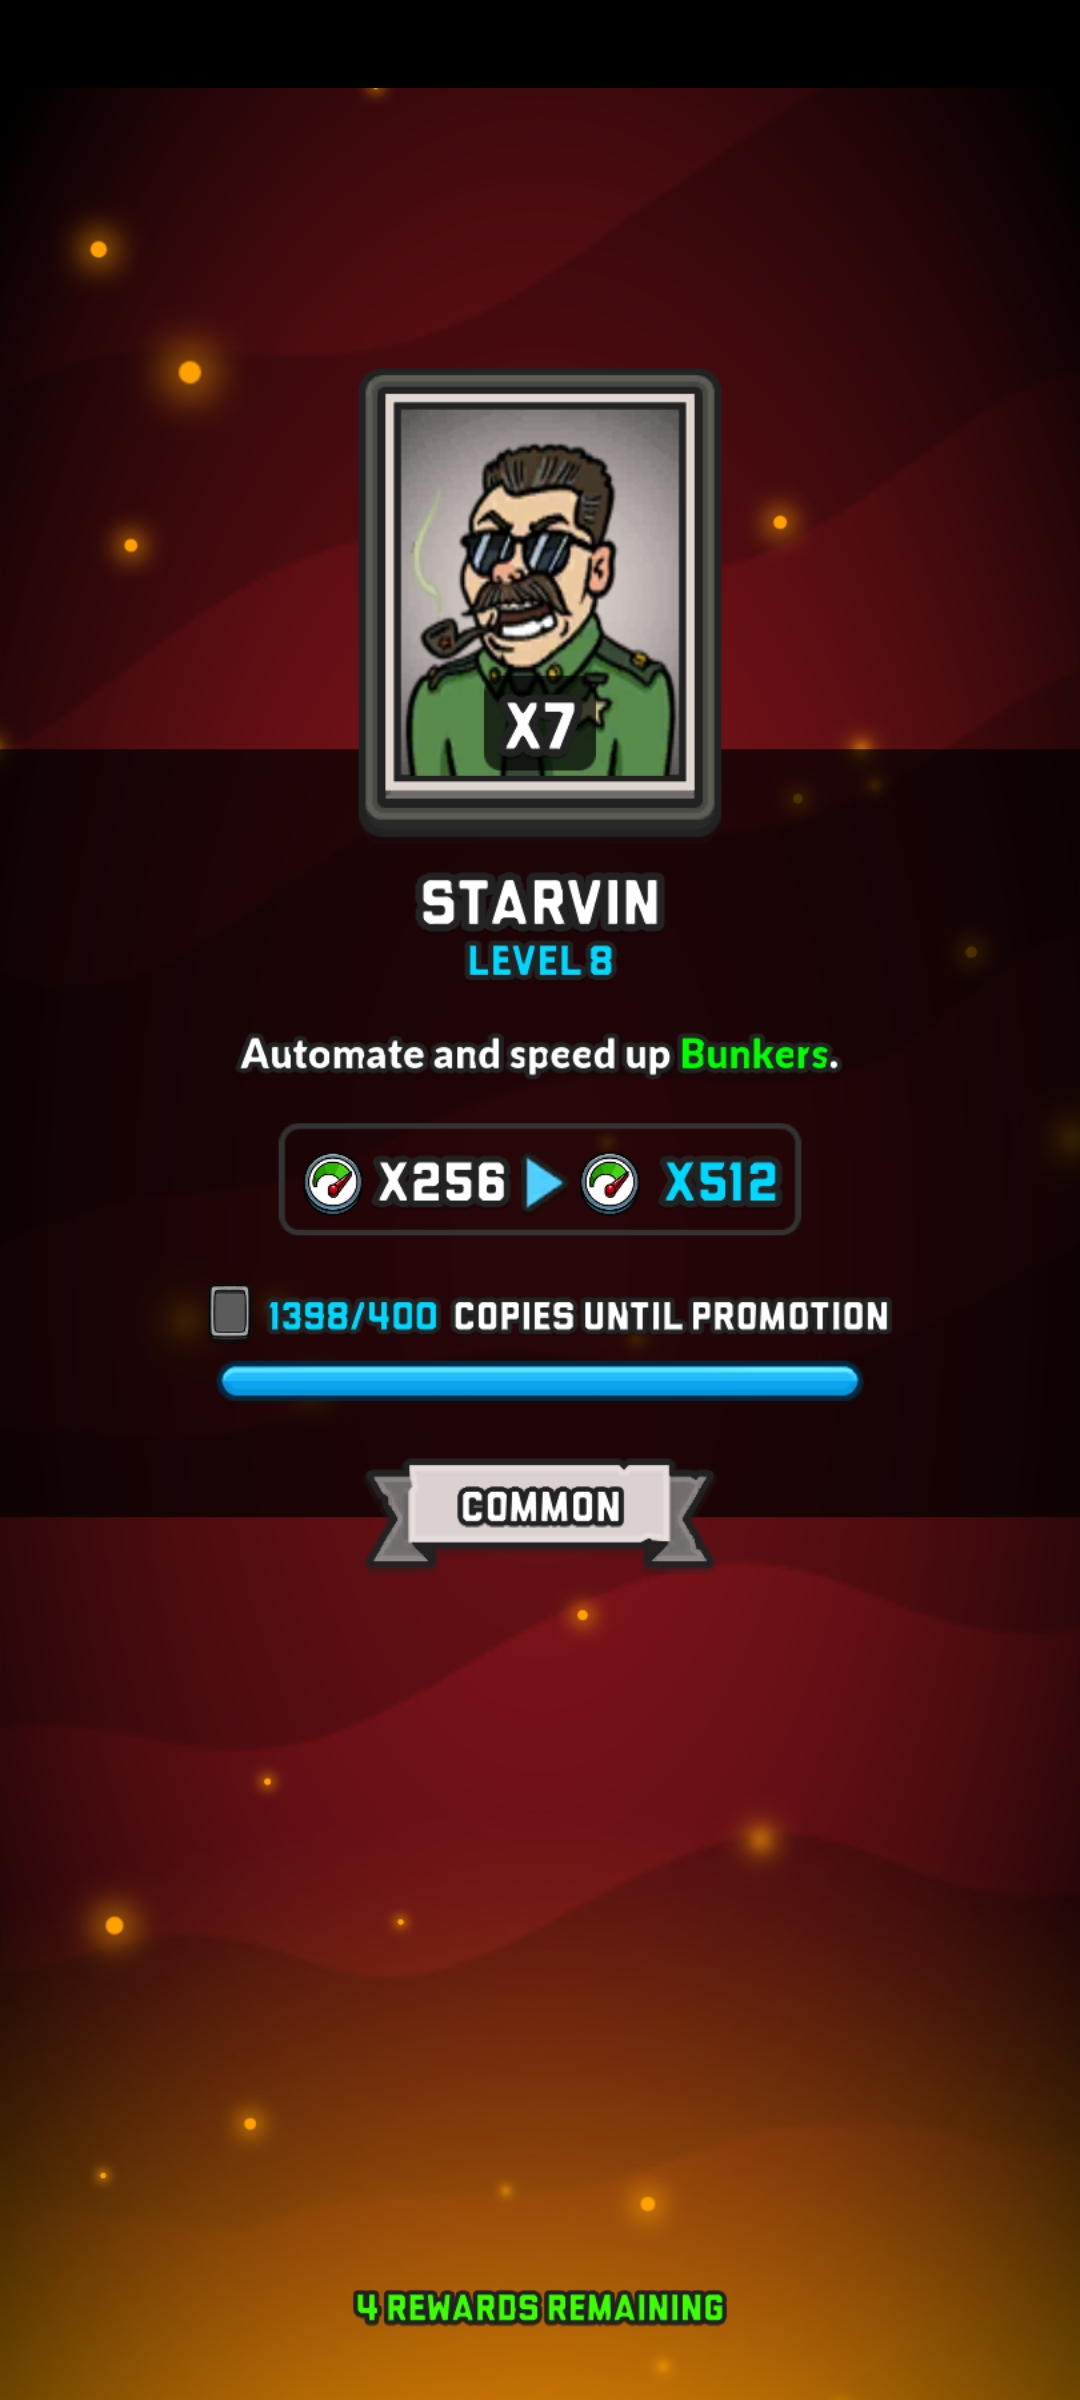 X7
STARVIN
LEVEL 8
Automate and speed up Bunkers.
X256 X512
1398/400 COPIES UNTIL PROMOTION
COMMON
4 REWARDS REMAINING